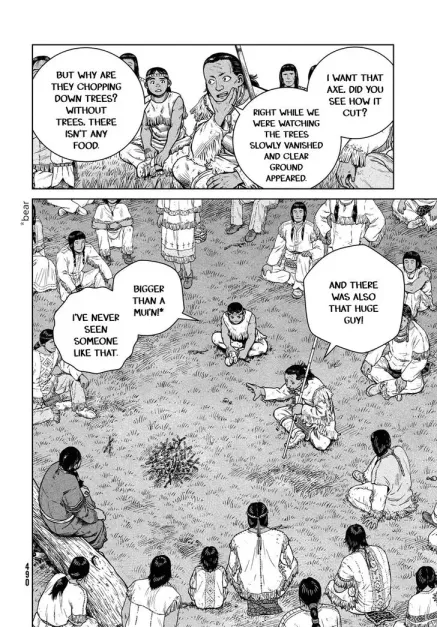 I WANT THAT
AXE. DID YOU
SEE HOW IT
CUT?
RIGHT WHILE WE
WERE WATCHING
THE TREES
SLOWLY VANISHED
AND CLEAR
GROUND
APPEARED.
BUT WHY ARE
THEY CHOPPING
DOWN TREES?
WITHOUT
TREES, THERE
ISN'T ANY
FOOD.
AND THERE
WAS ALSO
THAT HUGE
GUY!
BIGGER
THAN A
MUI'N!*
I'VE NEVER
SEEN
SOMEONE
LIKE THAT.
*bear
490